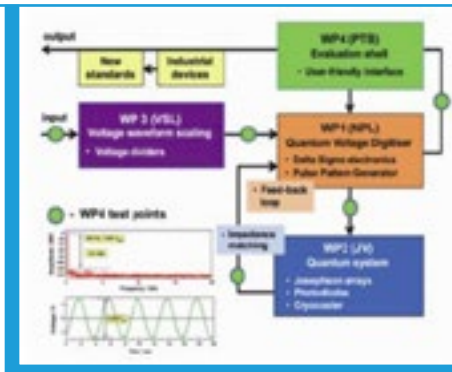 output
New
standards
Industrial
devices
WP4 (PTB)
Evaluation shell
• User-friendly interface
input
WP 3 (VSL)
Voltage waveform scaling
• Voltage dividers
WP1 (NPL)
Quantum Voltage Digitiser
• Delta Sigma electronics
• Pulse Pattern Generator
• Feed-back
loop
- WP4 test points
• Impedance
matching
WP2 (JV)
Quantum system
• Josephson arrays
• Photodiodes
• Cryocooler